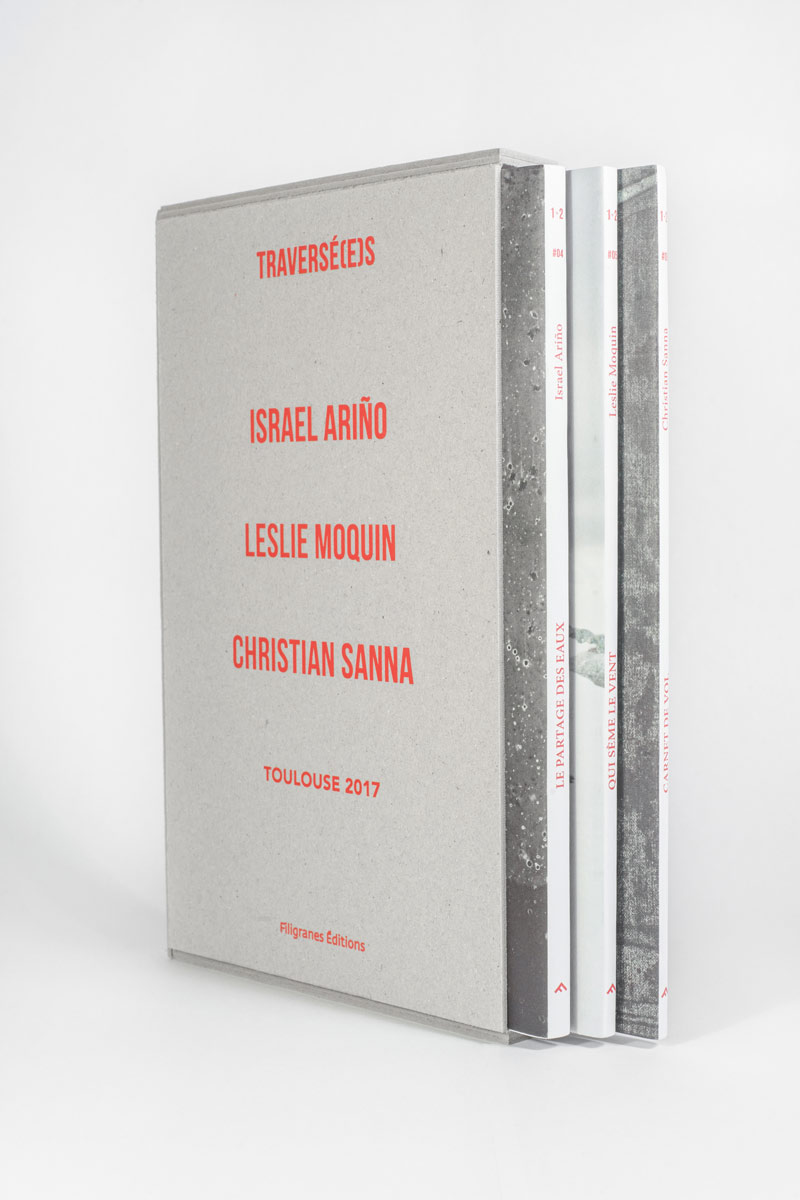 TRAVERSÉ(E)S
ISRAEL ARIÑO
LESLIE MOQUIN
CHRISTIAN SANNA
TOULOUSE 2017
Filigranes Éditions
1+2
#04
Israel Ariño
LE PARTAGE DES EAUX
1+2
#05
Leslie Moquin
QUI SÈME LE VENT
Christian Sanna
CARNET DE VOL